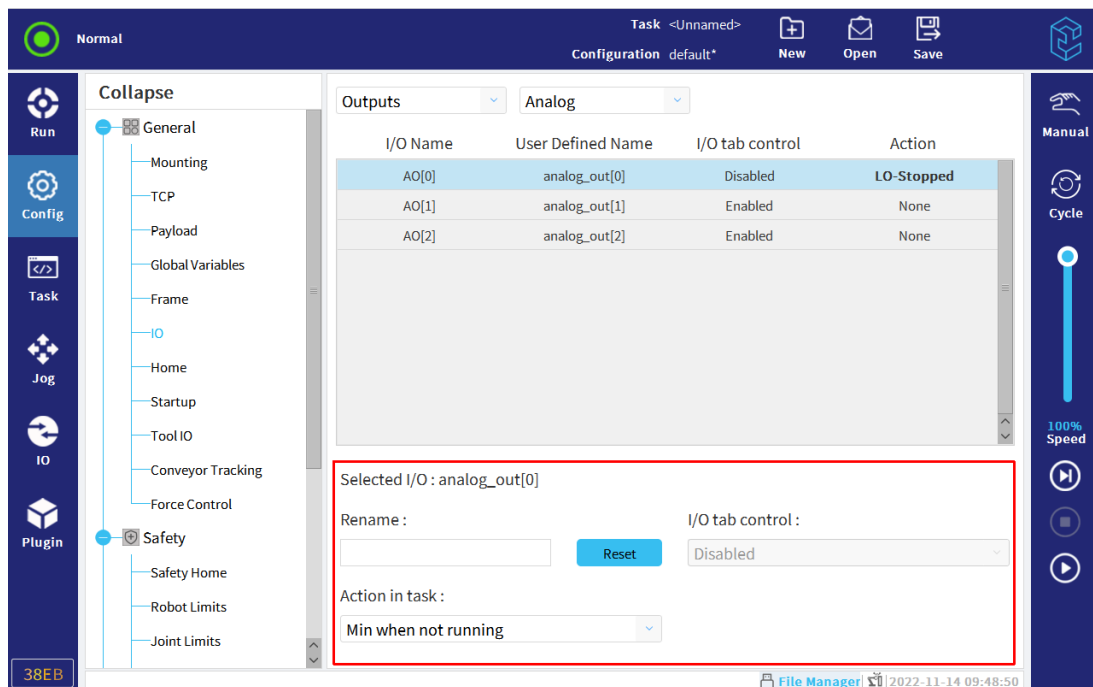 Normal
Task <Unnamed>
Configuration default*
New
Open
Save
Run
Config
Task
Jog
IO
Plugin
38EB
Collapse
General
Mounting
TCP
Payload
Global Variables
Frame
IO
Home
Startup
Tool IO
Conveyor Tracking
Force Control
Safety
Safety Home
Robot Limits
Joint Limits
Outputs Analog
I/O Name User Defined Name I/O tab control Action
AO[0] analog_out[0] Disabled LO-Stopped
AO[1] analog_out[1] Enabled None
AO[2] analog_out[2] Enabled None
Selected I/O : analog_out[0]
Rename : I/O tab control :
Reset Disabled
Action in task :
Min when not running
File Manager 2022-11-14 09:48:50
Manual
Cycle
100%
Speed